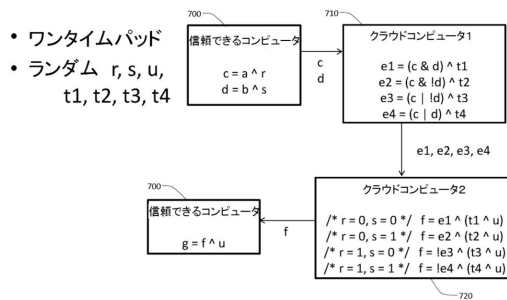 • ワンタイムパッド
• ランダム r, s, u,
t1, t2, t3, t4
700
信頼できるコンピュータ
c = a ^ r
d = b ^ s
c
d
710
クラウドコンピュータ1
e1 = (c & d) ^ t1
e2 = (c & !d) ^ t2
e3 = (c | !d) ^ t3
e4 = (c | d) ^ t4
e1, e2, e3, e4
クラウドコンピュータ2
/* r = 0, s = 0 */ f = e1 ^ (t1 ^ u)
/* r = 0, s = 1 */ f = e2 ^ (t2 ^ u)
/* r = 1, s = 0 */ f = !e3 ^ (t3 ^ u)
/* r = 1, s = 1 */ f = !e4 ^ (t4 ^ u)
720
f
700
信頼できるコンピュータ
g = f ^ u